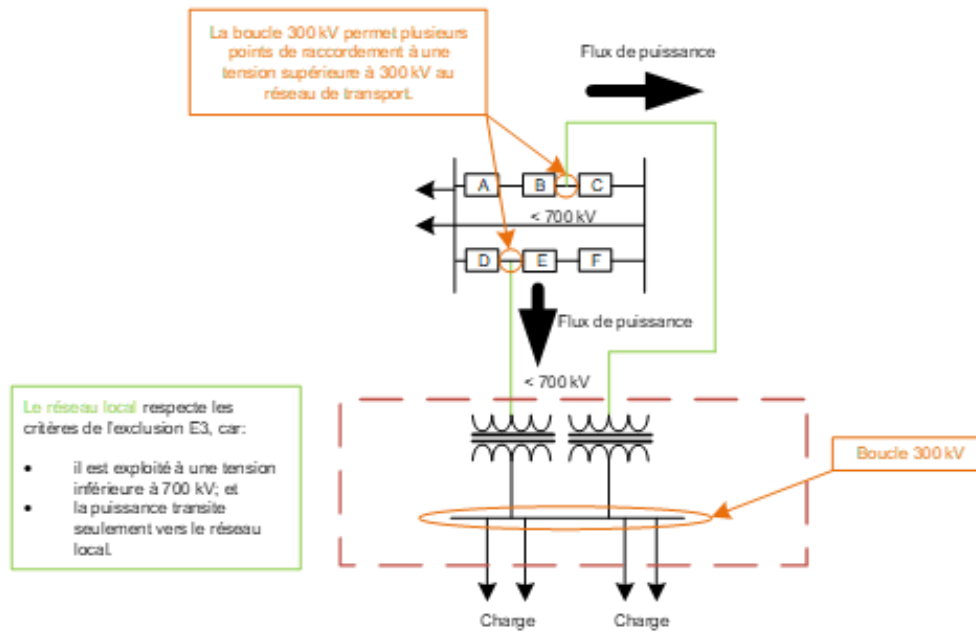 La boucle 300 kV permet plusieurs
points de raccordement à une
tension supérieure à 300 kV au
réseau de transport.
Flux de puissance
A
B
C
< 700 kV
D
E
F
Flux de puissance
< 700 kV
Le réseau local respecte les
critères de l'exclusion E3, car:
• il est exploité à une tension
inférieure à 700 kV; et
• la puissance transite
seulement vers le réseau
local.
Boucle 300 kV
Charge
Charge